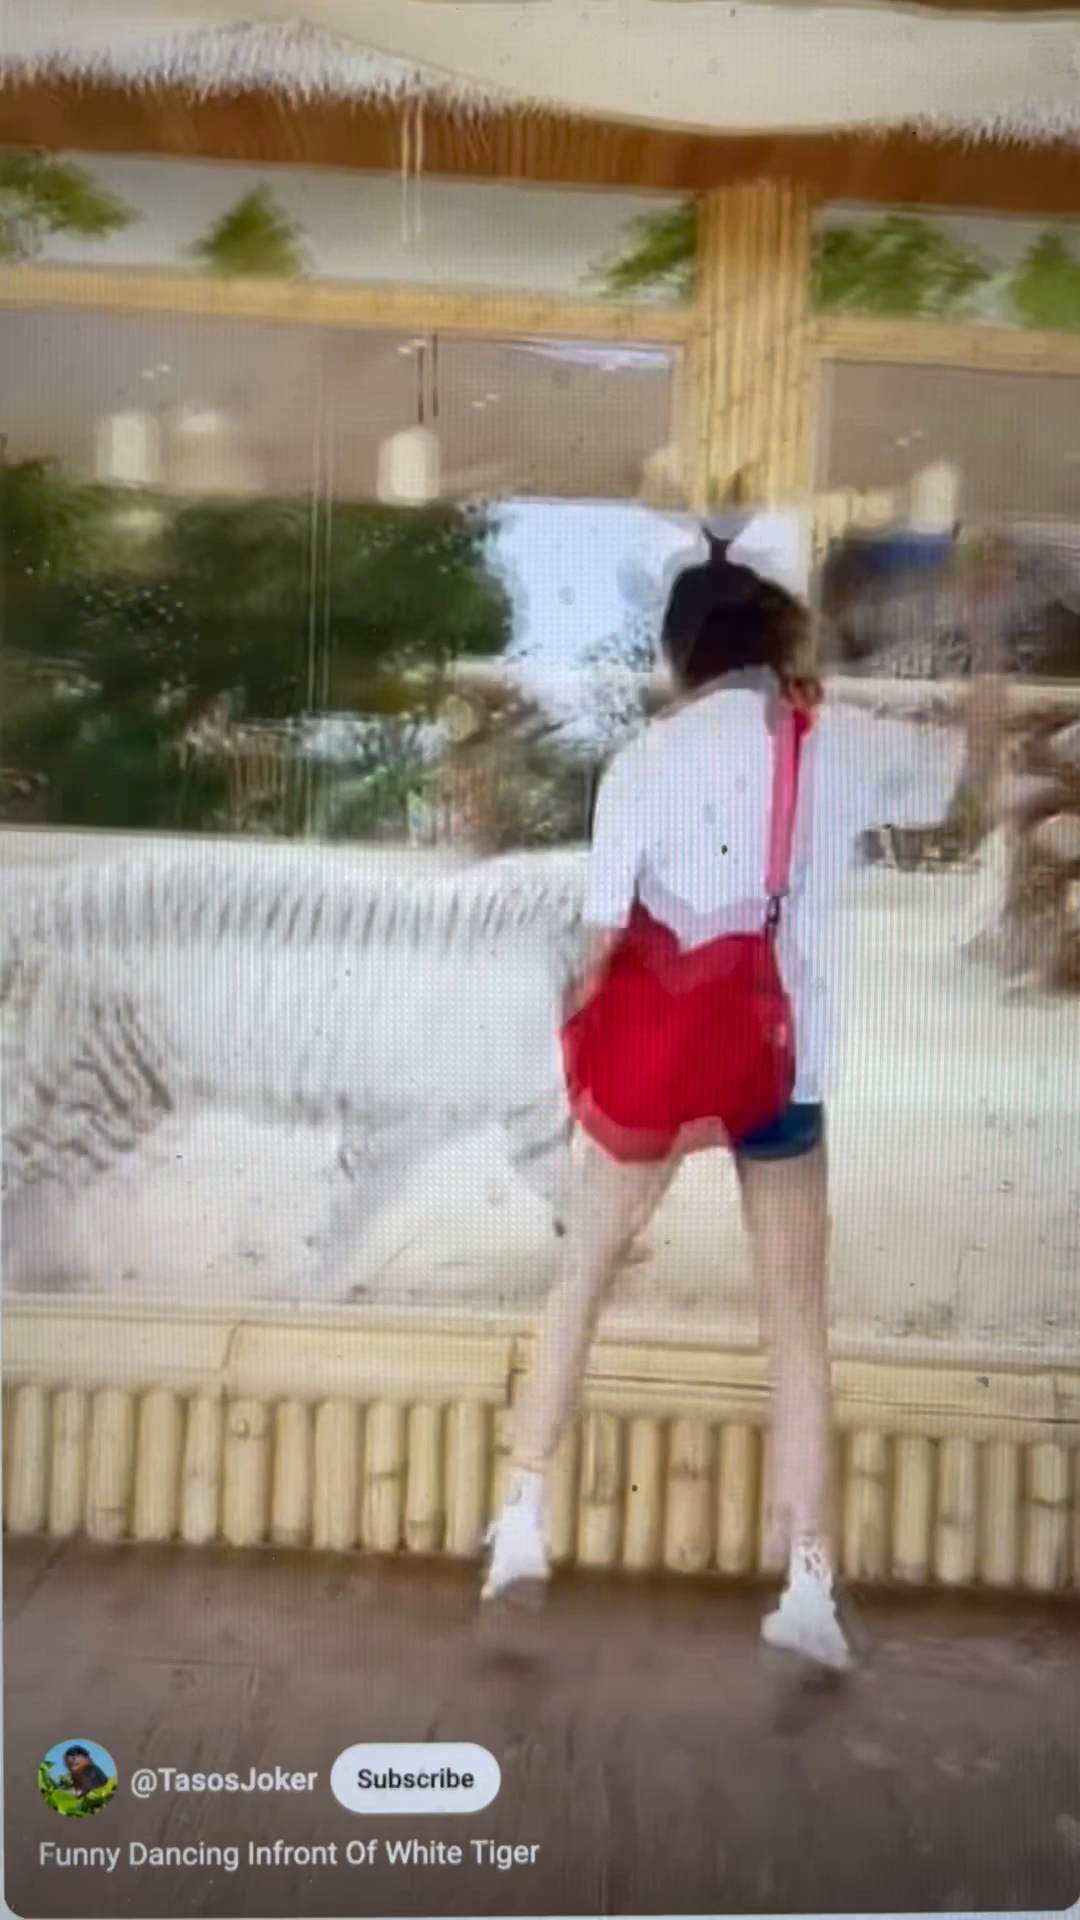 @TasosJoker Subscribe
Funny Dancing Infront Of White Tiger